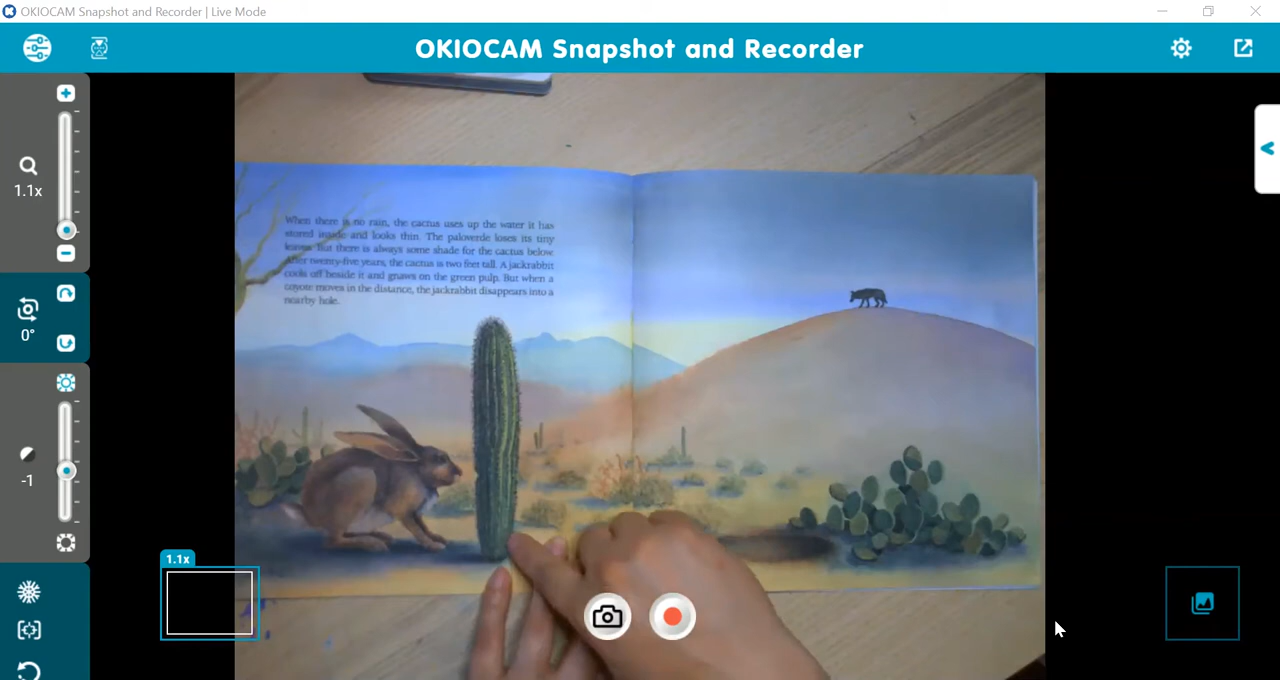 OKIOCAM Snapshot and Recorder | Live Mode
OKIOCAM Snapshot and Recorder
1.1x
0°
-1
When there is no rain, the cactus uses up the water it has
stored inside and looks thin. The paloverde loses its tiny
leaves. But there is always some shade for the cactus below.
After twenty-five years, the cactus is two feet tall. A jackrabbit
cools off beside it and gnaws on the green pulp. But when a
coyote moves in the distance, the jackrabbit disappears into a
nearby hole.
1.1x